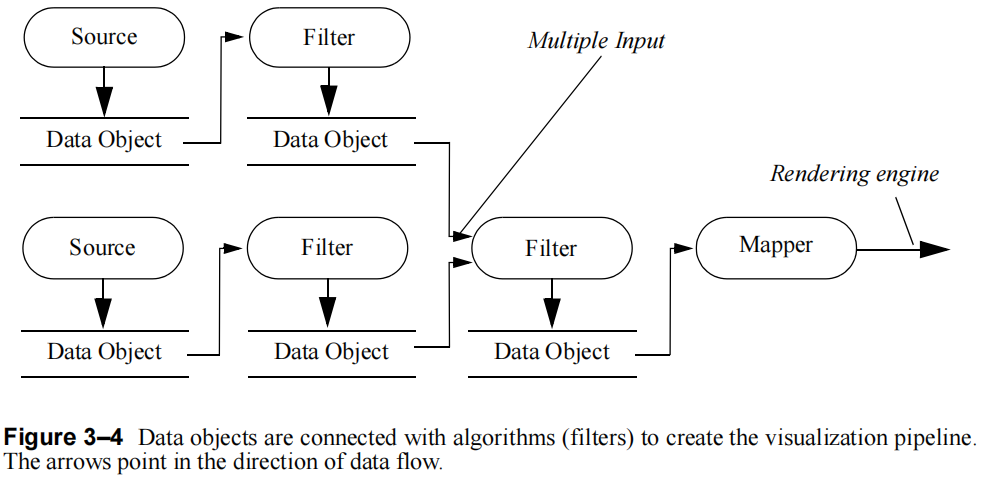 Source
Filter
Multiple Input
Data Object
Data Object
Rendering engine
Source
Filter
Filter
Mapper
Data Object
Data Object
Data Object
Figure 3–4 Data objects are connected with algorithms (filters) to create the visualization pipeline.
The arrows point in the direction of data flow.